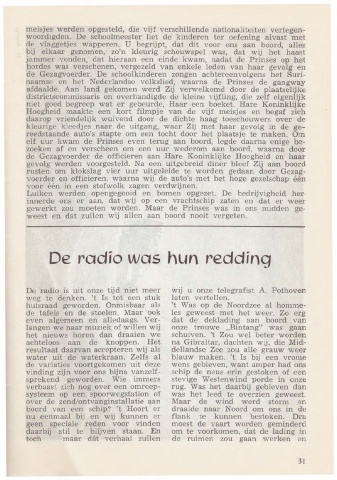 meisjes werden opgesteld, die vijf verschillende nationaliteiten vertegen-
woordigden. De schoolmeester liet de kinderen ter oefening alvast met
de vlaggetjes wapperen. U begrijpt, dat dit voor ons aan boord, alles
bij elkaar genomen, zo'n kleurig schouwspel was, dat wij het haast
jammer vonden, dat hieraan een einde kwam, nadat de Prinses op het
bordes was verschenen, vergezeld van enkele leden van haar gevolg en
de Gezagvoerder. De schoolkinderen zongen achtereenvolgens het Suri-
naamse en het Nederlandse volkslied, waarna de Prinses de gangway
afdaalde. Aan land gekomen werd Zij verwelkomd door de plaatselijke
districtscommissaris en overhandigde de kleine vijfling, die zelf eigenlijk
niet goed begreep wat er gebeurde, Haar een boeket. Hare Koninklijke
Hoogheid maakte een kort filmpje van de vijf meisjes en begaf zich
daarop vriendelijk wuivend door de dichte haag toeschouwers over de
kleurige kleedjes naar de uitgang, waar Zij met haar gevolg in de ge-
reedstaande auto's stapte om een tocht door het plaatsje te maken. Om
elf uur kwam de Prinses even terug aan boord, legde daarna enige be-
zoeken af en verscheen om een uur wederom aan boord, waarna door
de Gezagvoerder de officieren aan Hare Koninklijke Hoogheid en haar
gevolg werden voorgesteld. Na een uitgebreid diner bleef Zij aan boord
rusten om klokslag vier uur uitgeleide te worden gedaan door Gezag-
voerder en officieren, waarna wij de auto's met het hoge gezelschap één
voor één in een stofwolk zagen verdwijnen.
Luiken werden opengegooid en bomen opgezet. De bedrijvigheid her-
innerde ons er aan, dat wij op een vrachtschip zaten en dat er weer
gewerkt zou moeten worden. Maar de Prinses was in ons midden ge-
weest en dat zullen wij allen aan boord nooit vergeten.
De radio was hun redding
De radio is uit onze tijd niet meer
weg te denken. 't Is tot een stuk
huisraad geworden. Onmisbaar als
de tafels en de stoelen. Maar ook
even algemeen en alledaags. Ver-
langen we naar muziek of willen wij
het nieuws horen dan draaien we
achteloos aan de knoppen. Het
resultaat daarvan accepteren wij als
water uit de waterkraan. Zelfs al
de variaties voortgekomen uit deze
vinding zijn voor ons bijna vanzelf-
sprekend geworden. Wie immers
verbaast zich nog over een omroep-
systeem op een spoorwegstation of
over de zendontvanginstallatie aan
boord van een schip? 't Hoort er
nu eenmaal bij en wij kunnen er
geen speciale reden voor vinden
daarbij stil te blijven staan. En
toch ..... maar dát verhaal zullen
wij u onze telegrafist A. Pothoven
laten vertellen.
't Was op de Noordzee al homme-
les geweest met het weer. Zo erg
dat de deklading aan boord van
onze trouwe „Bintang" was gaan
schuiven. 't Zou wel beter worden
na Gibraltar, dachten wij, die Mid-
dellandse Zee zou alle grauw weer
blauw maken. 't Is bij een vrome
wens gebleven, want amper had ons
schip de neus erin gestoken of een
stevige Westenwind porde in onze
rug. Was het daarbij gebleven dan
was het leed te overzien geweest.
Maar de wind werd storm en
draaide naar Noord om ons in de
flank te kunnen bestoken. Dra
moest de vaart worden geminderd
om te voorkomen, dat de lading in
de ruimen zou gaan werken en
31